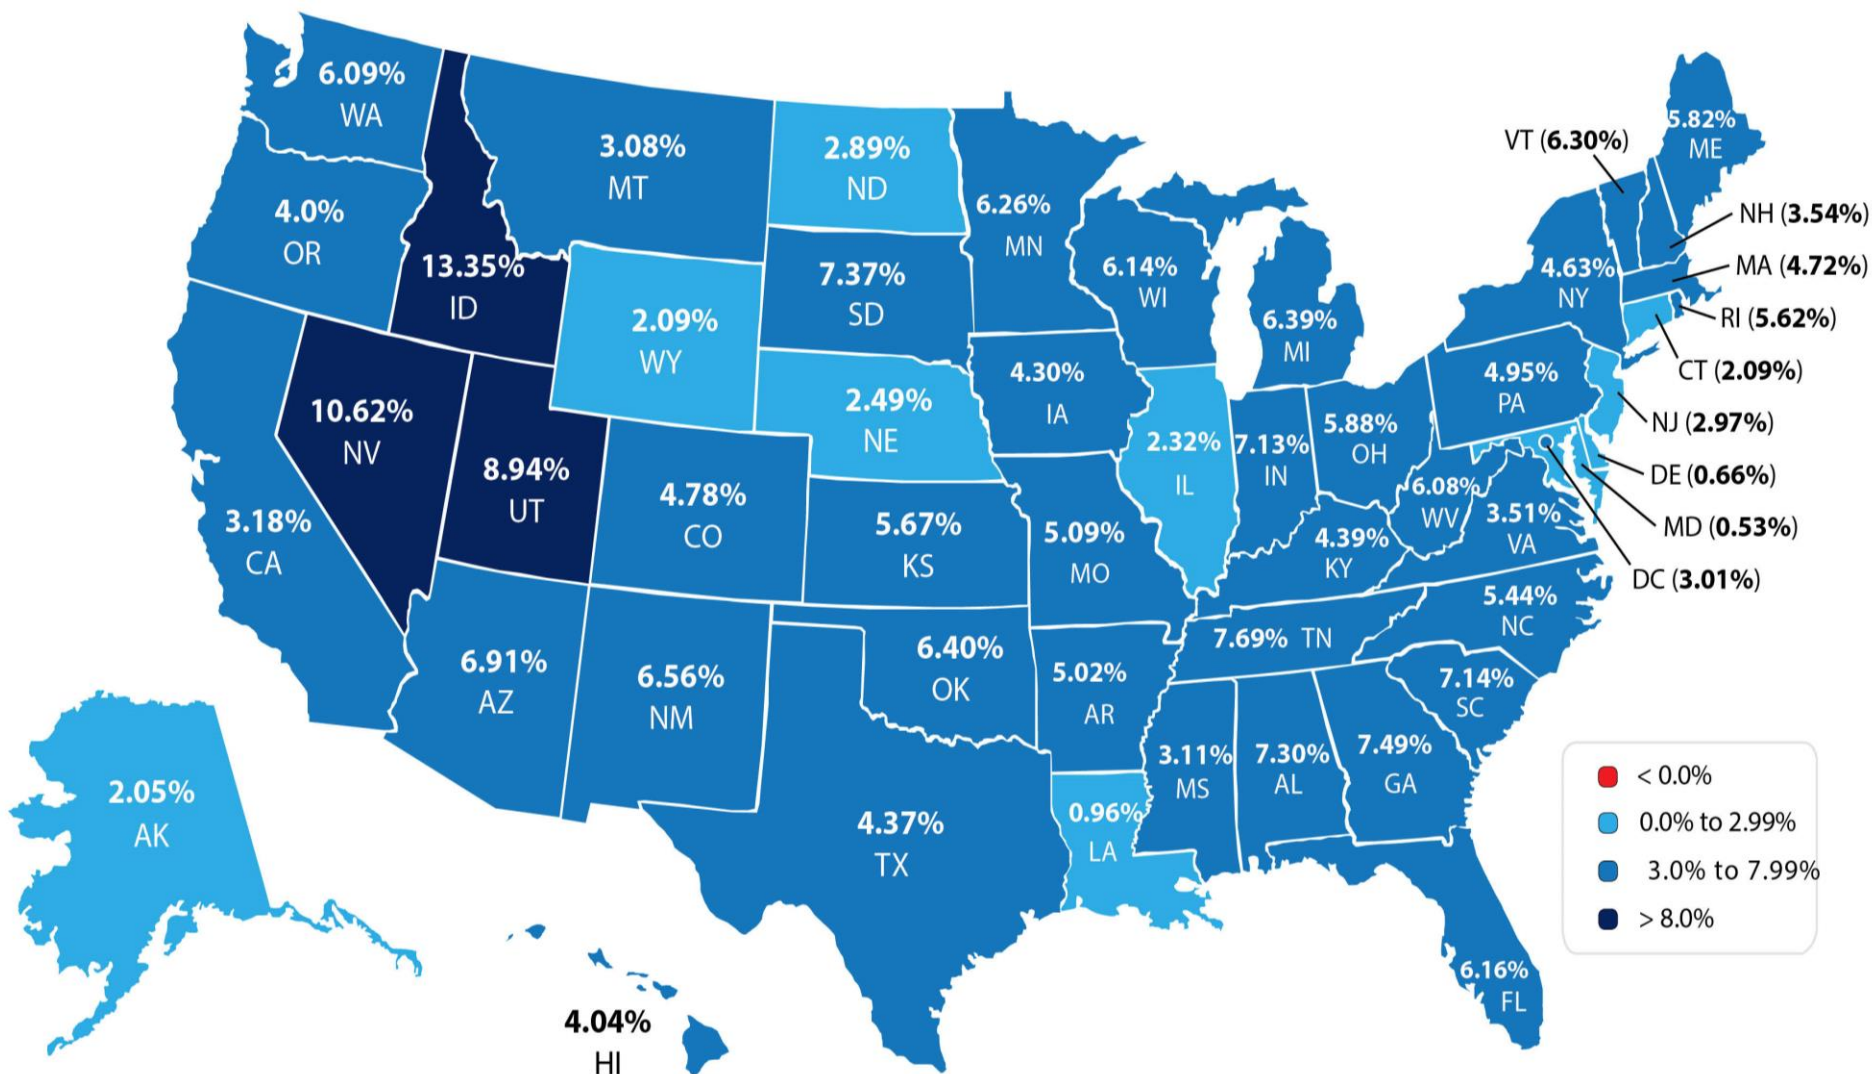 6.09%
WA
4.0%
OR
13.35%
ID
3.08%
MT
2.89%
ND
6.26%
MN
7.37%
SD
2.09%
WY
2.49%
NE
10.62%
NV
8.94%
UT
3.18%
CA
4.78%
CO
5.67%
KS
4.30%
IA
6.14%
WI
6.39%
MI
2.32%
IL
7.13%
IN
5.88%
OH
5.09%
MO
4.39%
KY
6.08%
WV
3.51%
VA
4.95%
PA
4.63%
NY
5.82%
ME
VT (6.30%)
NH (3.54%)
MA (4.72%)
RI (5.62%)
CT (2.09%)
NJ (2.97%)
DE (0.66%)
MD (0.53%)
DC (3.01%)
5.44%
NC
7.69% TN
7.14%
SC
6.91%
AZ
6.56%
NM
6.40%
OK
5.02%
AR
3.11%
MS
7.30%
AL
7.49%
GA
0.96%
LA
4.37%
TX
6.16%
FL
2.05%
AK
4.04%
HI
< 0.0%
0.0% to 2.99%
3.0% to 7.99%
> 8.0%